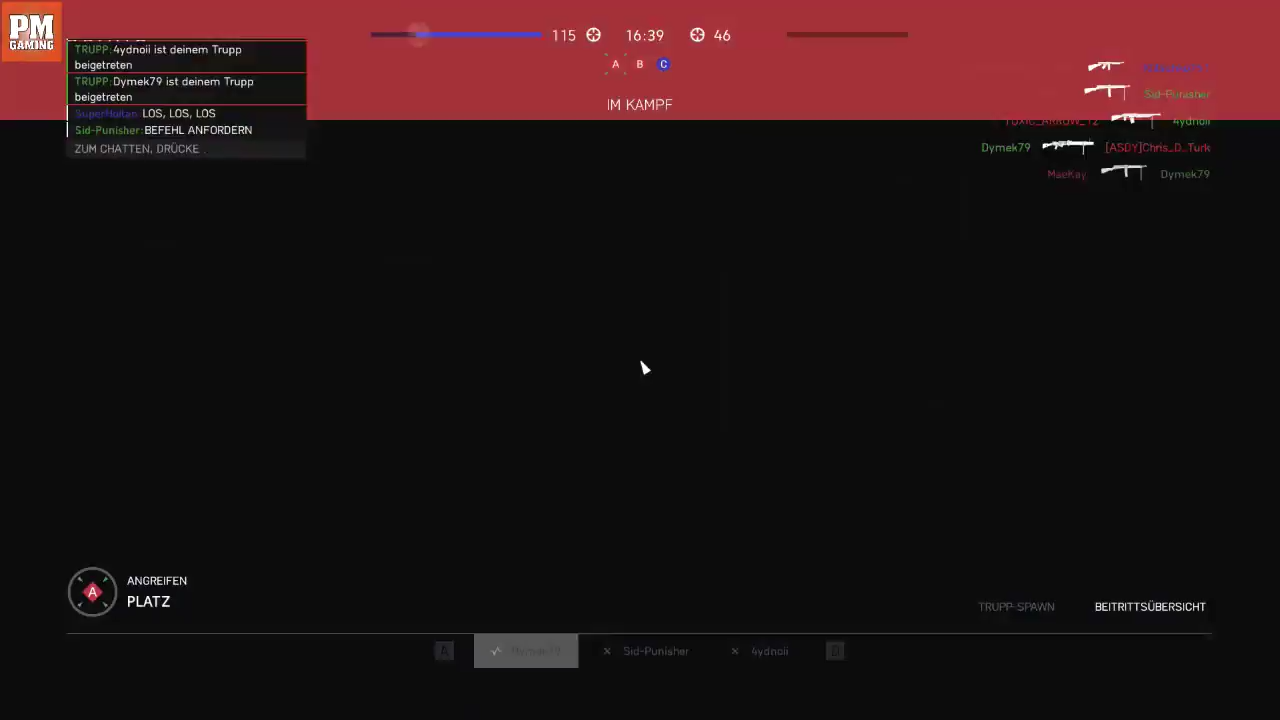 PM
GAMING
115 16:39 46
A B C
IM KAMPF
TRUPP: 4ydnoii ist deinem Trupp
beigetreten
TRUPP: Dymek79 ist deinem Trupp
beigetreten
LOS, LOS, LOS
Sid-Punisher: BEFEHL ANFORDERN
ZUM CHATTEN, DRÜCKE
Sid-Punisher
4ydnoii
Dymek79 [ASDY]Chris_D_Turk
MaeKay Dymek79
A ANGREIFEN
PLATZ
TRUPP-SPAWN BEITRITTSÜBERSICHT
A Dymek79 Sid-Punisher 4ydnoii D